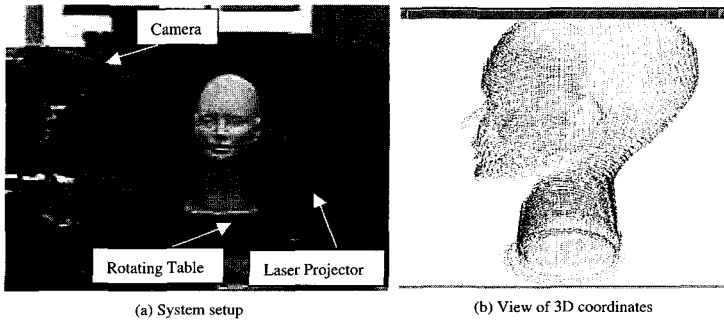 Camera
Rotating Table
Laser Projector
(a) System setup
(b) View of 3D coordinates